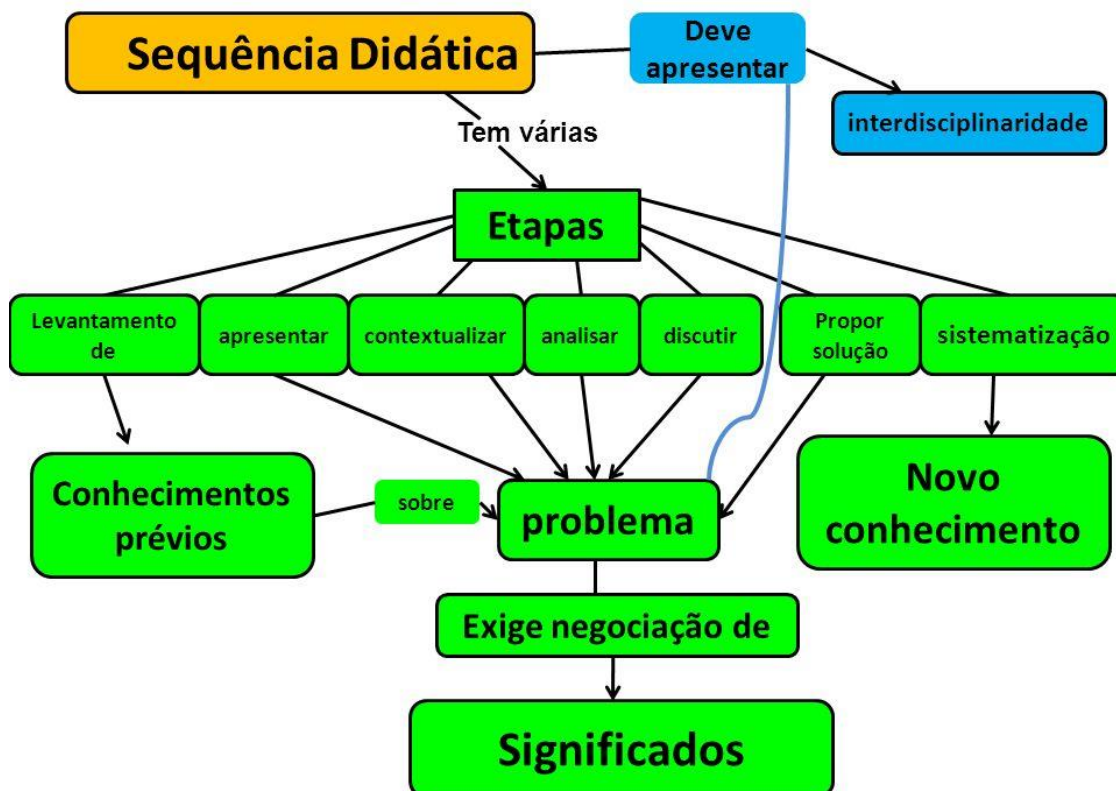 Sequência Didática
Deve
apresentar
interdisciplinaridade
Tem várias
Etapas
Levantamento
de
apresentar
contextualizar
analisar
discutir
Propor
solução
sistematização
Conhecimentos
prévios
sobre
problema
Novo
conhecimento
Exige negociação de
Significados